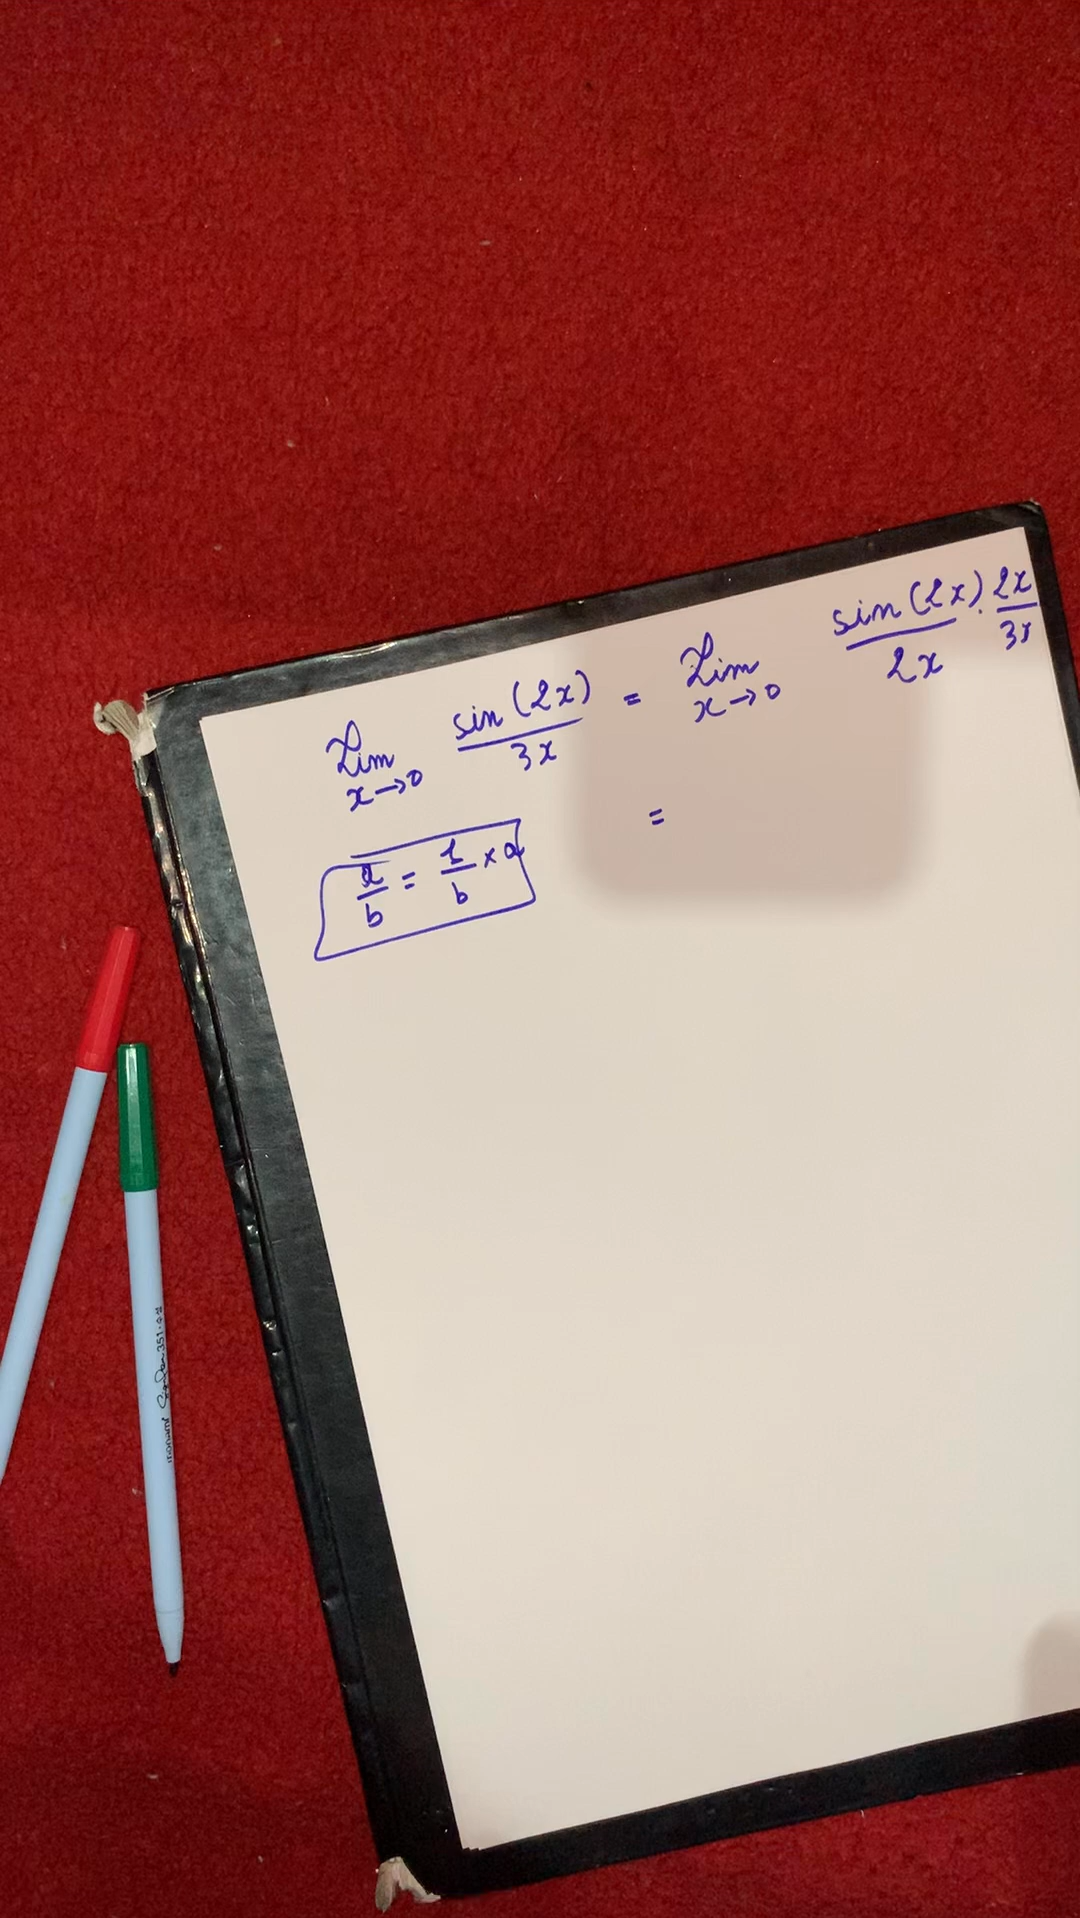 Lim x→0 sin(2x)/3x = Lim x→0 sin(2x)/2x . 2x/3x
=
a/b = 1/b × a